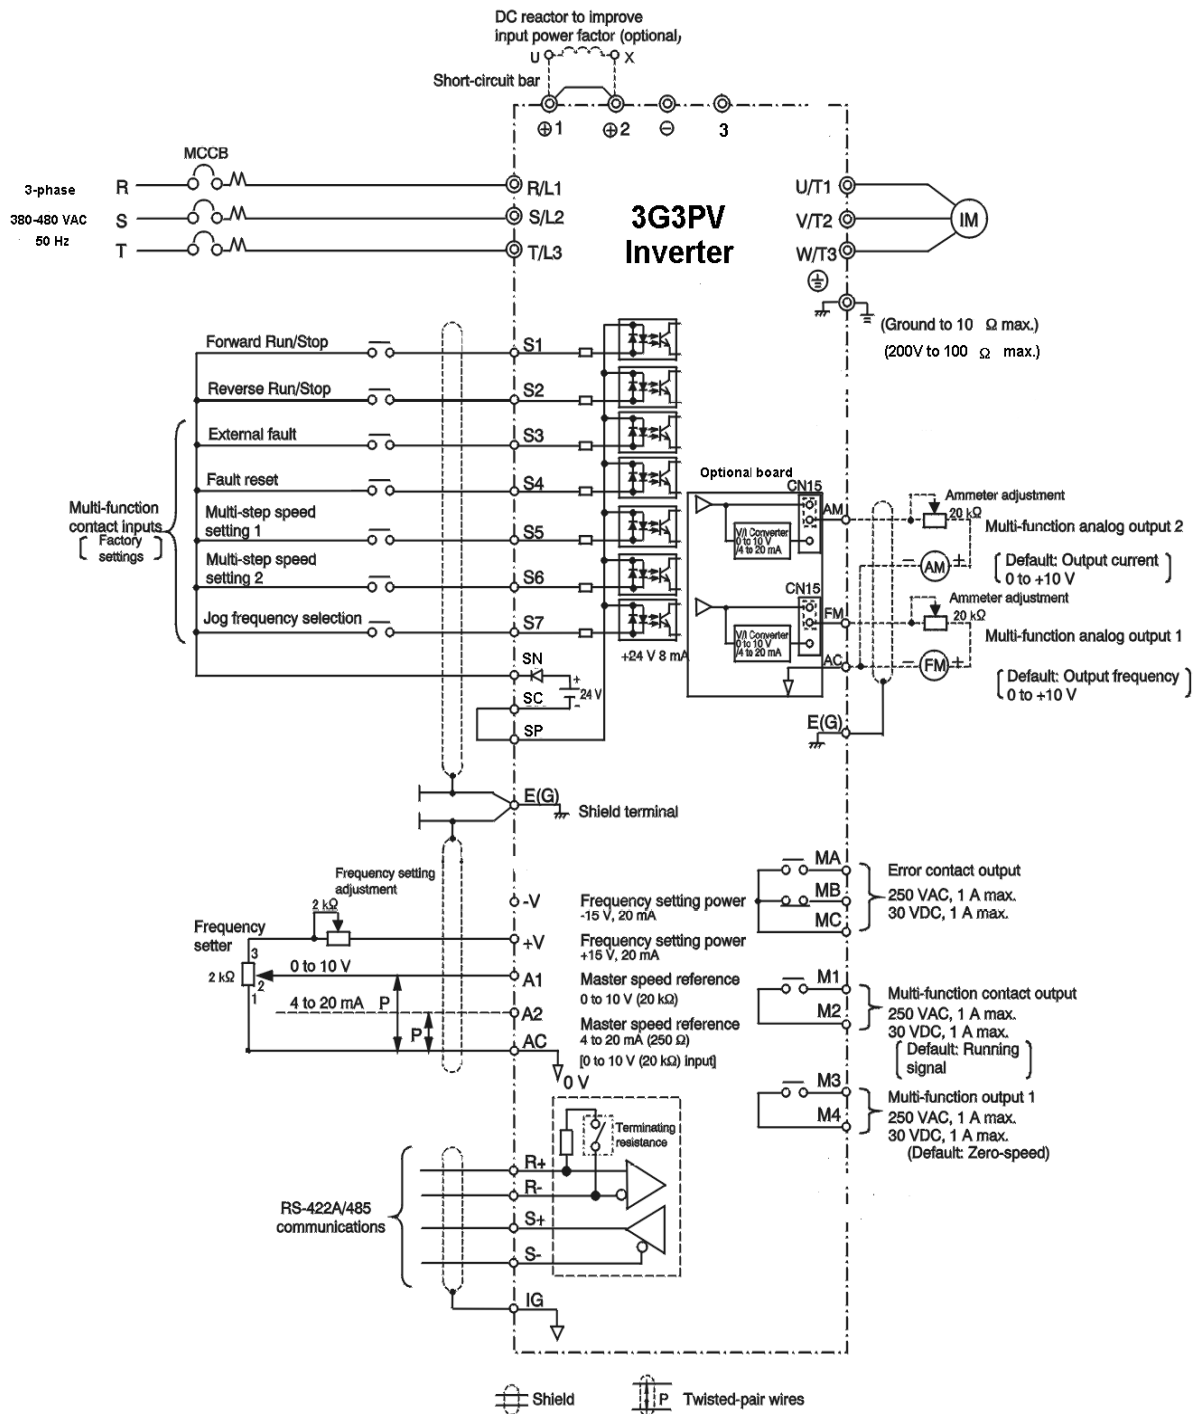 DC reactor to improve
input power factor (optional)
U X
Short-circuit bar
⊕1 ⊕2 ⊖ 3
MCCB
3-phase
380-480 VAC
50 Hz
R
S
T
R/L1
S/L2
T/L3
3G3PV
Inverter
U/T1
V/T2
W/T3
IM
(Ground to 10 Ω max.)
(200V to 100 Ω max.)
Forward Run/Stop
S1
Reverse Run/Stop
S2
External fault
S3
Fault reset
S4
Multi-step speed
setting 1
S5
Multi-step speed
setting 2
S6
Jog frequency selection
S7
Multi-function
contact inputs
Factory
settings
+24 V 8 mA
SN
+
24 V
-
SC
SP
Optional board
CN15
AM
V/I Converter
0 to 10 V
/4 to 20 mA
CN15
FM
V/I Converter
0 to 10 V
/4 to 20 mA
AC
E(G)
Ammeter adjustment
20 kΩ
Multi-function analog output 2
− AM +
Default: Output current
0 to +10 V
Ammeter adjustment
20 kΩ
Multi-function analog output 1
− FM +
Default: Output frequency
0 to +10 V
E(G)
Shield terminal
Frequency setting
adjustment
2 kΩ
Frequency
setter
3
2 kΩ
2
1
0 to 10 V
4 to 20 mA
P
P
-V
+V
A1
A2
AC
0 V
Frequency setting power
-15 V, 20 mA
Frequency setting power
+15 V, 20 mA
Master speed reference
0 to 10 V (20 kΩ)
Master speed reference
4 to 20 mA (250 Ω)
[0 to 10 V (20 kΩ) input]
MA
MB
MC
Error contact output
250 VAC, 1 A max.
30 VDC, 1 A max.
M1
M2
Multi-function contact output
250 VAC, 1 A max.
30 VDC, 1 A max.
Default: Running
signal
M3
M4
Multi-function output 1
250 VAC, 1 A max.
30 VDC, 1 A max.
(Default: Zero-speed)
Terminating
resistance
RS-422A/485
communications
R+
R-
S+
S-
IG
Shield
P Twisted-pair wires